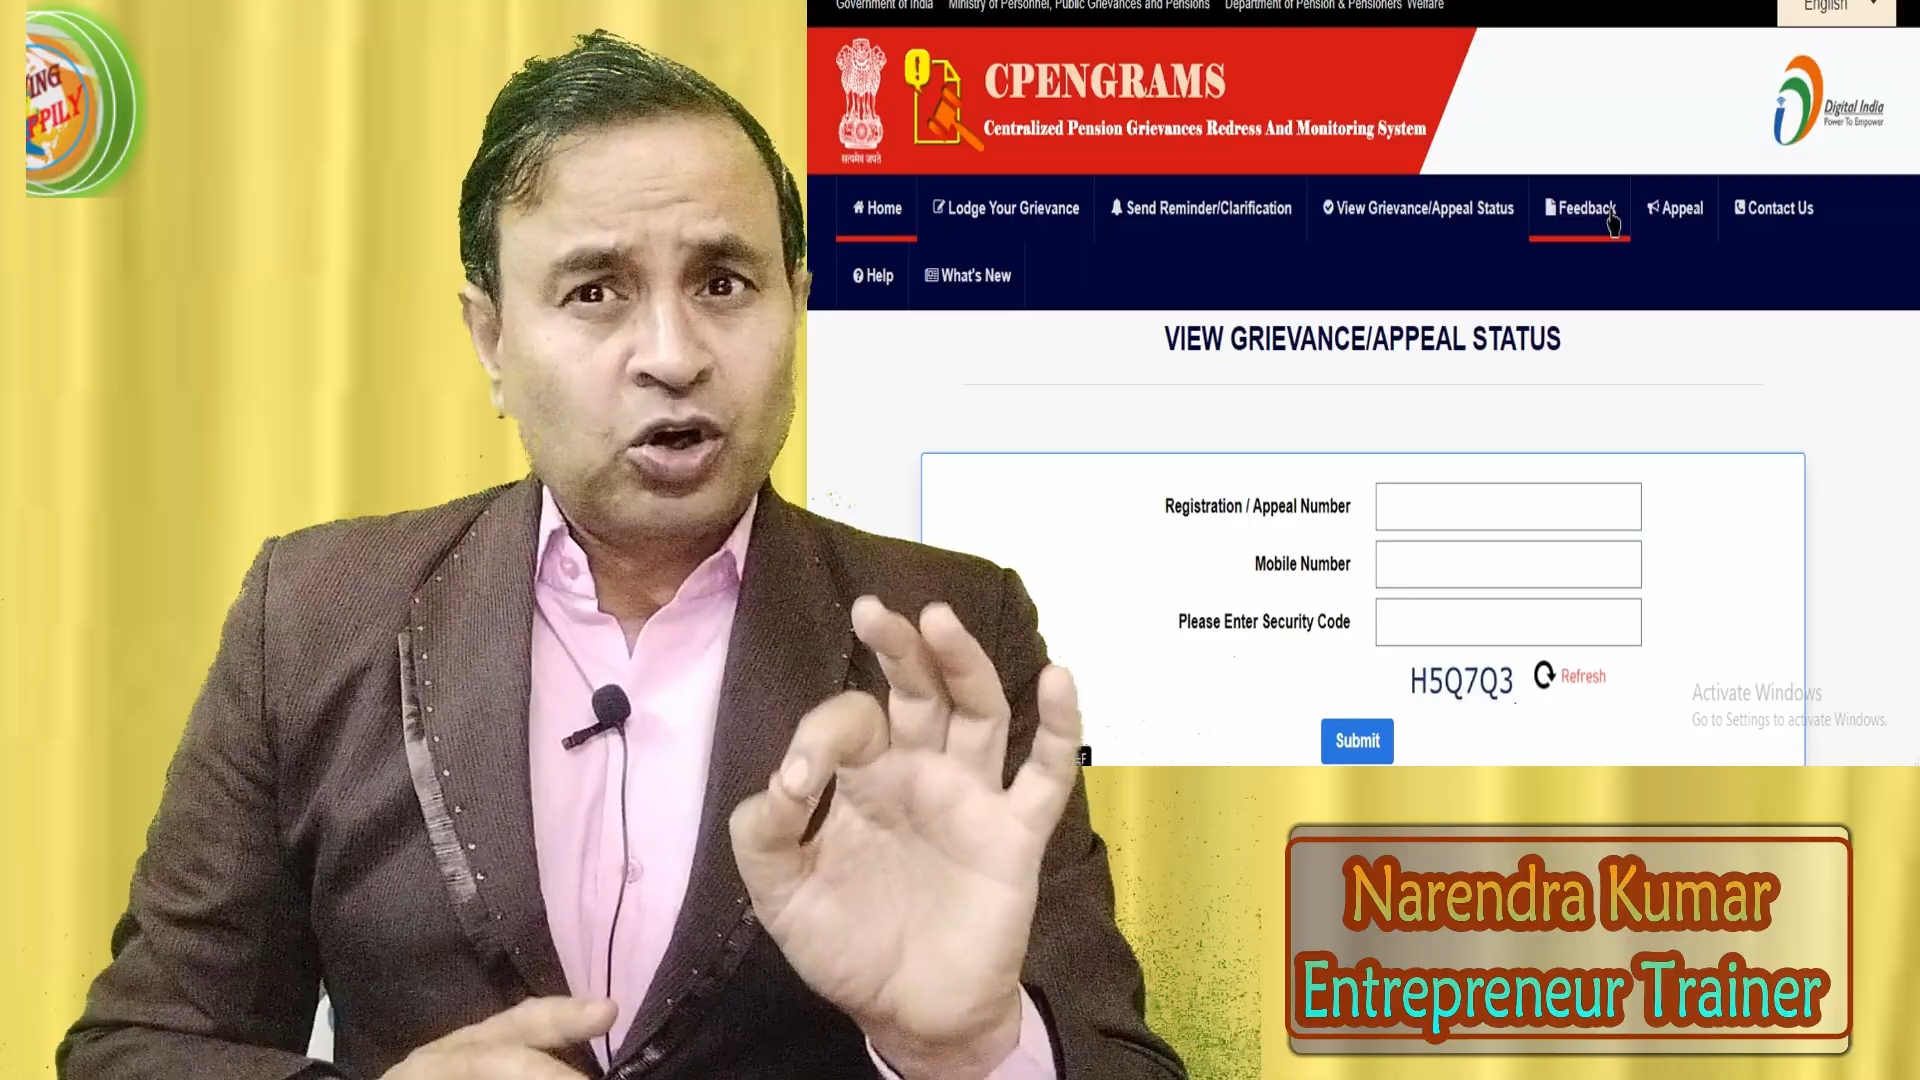 Government of India Ministry of Personnel, Public Grievances and Pensions Department of Pension & Pensioners' Welfare
English
CPENGRAMS
Centralized Pension Grievances Redress And Monitoring System
सत्यमेव जयते
Digital India
Power To Empower
Home Lodge Your Grievance Send Reminder/Clarification View Grievance/Appeal Status Feedback Appeal Contact Us
Help What's New
VIEW GRIEVANCE/APPEAL STATUS
Registration / Appeal Number
Mobile Number
Please Enter Security Code
H5Q7Q3 Refresh
Submit
Activate Windows
Go to Settings to activate Windows.
Narendra Kumar
Entrepreneur Trainer